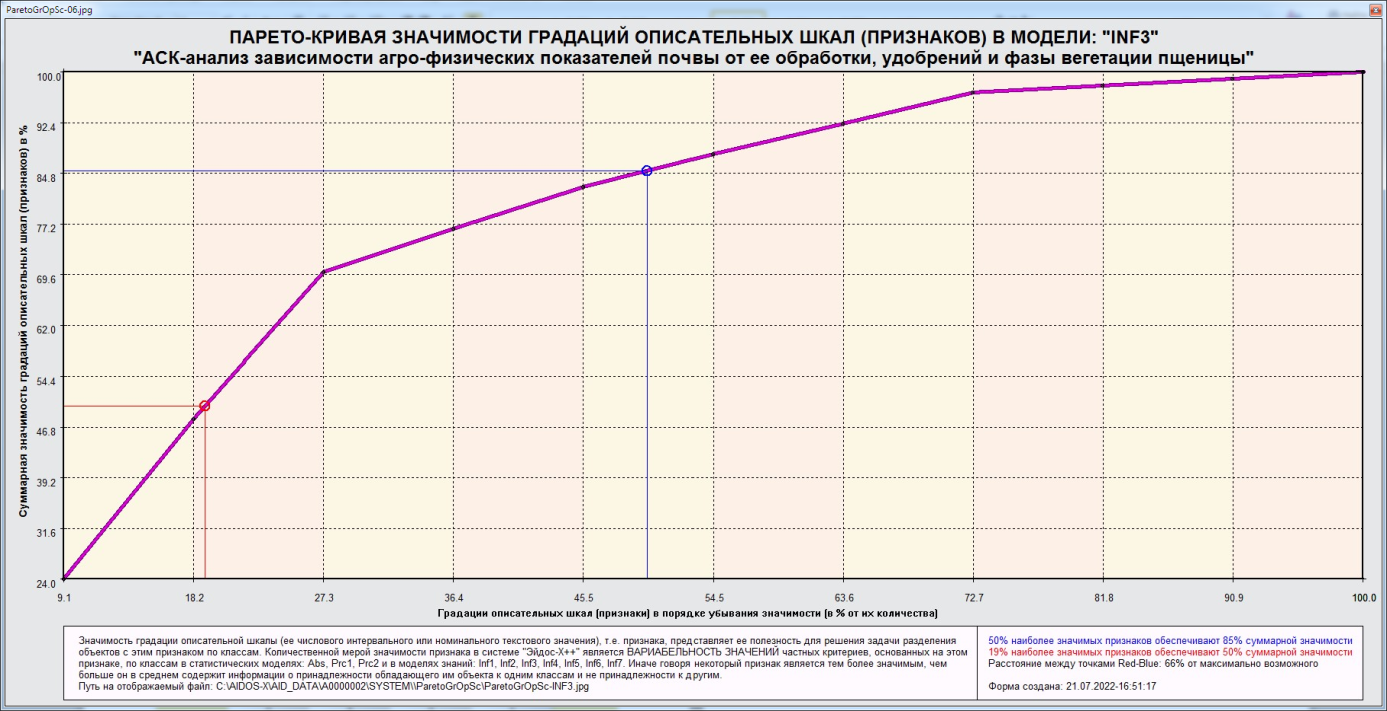 ParetoGrOpSc-06.jpg
ПАРЕТО-КРИВАЯ ЗНАЧИМОСТИ ГРАДАЦИЙ ОПИСАТЕЛЬНЫХ ШКАЛ (ПРИЗНАКОВ) В МОДЕЛИ: "INF3"
"АСК-анализ зависимости агро-физических показателей почвы от ее обработки, удобрений и фазы вегетации пщеницы"
Суммарная значимость градаций описательных шкал (признаков) в %
100.0
92.4
84.8
77.2
69.6
62.0
54.4
46.8
39.2
31.6
24.0
9.1 18.2 27.3 36.4 45.5 54.5 63.6 72.7 81.8 90.9 100.0
Градации описательных шкал (признаки) в порядке убывания значимости (в % от их количества)
Значимость градации описательной шкалы (ее числового интервального или номинального текстового значения), т.е. признака, представляет ее полезность для решения задачи разделения
объектов с этим признаком по классам. Количественной мерой значимости признака в системе "Эйдос-X++" является ВАРИАБЕЛЬНОСТЬ ЗНАЧЕНИЙ частных критериев, основанных на этом
признаке, по классам в статистических моделях: Abs, Prc1, Prc2 и в моделях знаний: Inf1, Inf2, Inf3, Inf4, Inf5, Inf6, Inf7. Иначе говоря некоторый признак является тем более значимым, чем
больше он в среднем содержит информации о принадлежности обладающего им объекта к одним классам и не принадлежности к другим.
Путь на отображаемый файл: C:\AIDOS-X\AID_DATA\A0000002\SYSTEM\\ParetoGrOpSc\ParetoGrOpSc-INF3.jpg
50% наиболее значимых признаков обеспечивают 85% суммарной значимости
19% наиболее значимых признаков обеспечивают 50% суммарной значимости
Расстояние между точками Red-Blue: 66% от максимально возможного
Форма создана: 21.07.2022-16:51:17